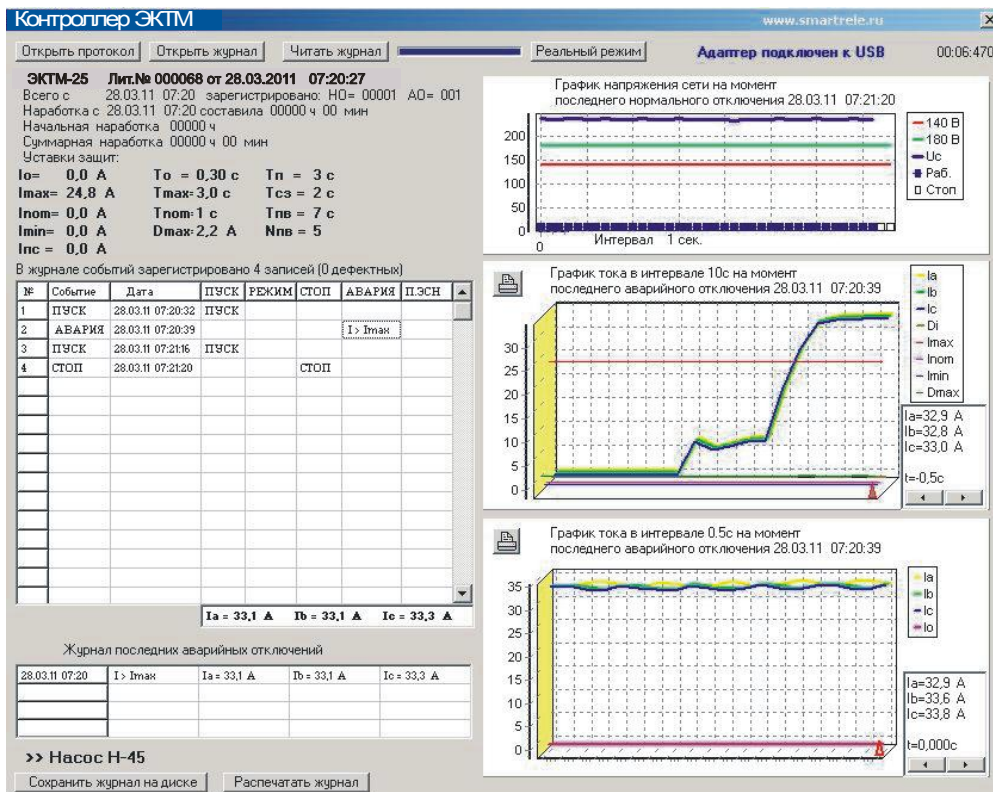 Контроллер ЭКТМ
www.smartrele.ru
Открыть протокол Открыть журнал Читать журнал Реальный режим Адаптер подключен к USB 00:06:470
ЭКТМ-25 Лит.№ 000068 от 28.03.2011 07:20:27
Всего с 28.03.11 07:20 зарегистрировано: НО= 00001 АО= 001
Наработка с 28.03.11 07:20 составила 00000 ч 00 мин
Начальная наработка 00000 ч
Суммарная наработка 00000 ч 00 мин
Уставки защит:
Io= 0,0 А To = 0,30 с Тп = 3 с
Imax= 24,8 А Tmax= 3,0 с Тсз = 2 с
Inom= 0,0 А Tnom= 1 с Тпв = 7 с
Imin= 0,0 А Dmax= 2,2 А Nпв = 5
Iпс = 0,0 А
В журнале событий зарегистрировано 4 записей (0 дефектных)
№ Событие Дата ПУСК РЕЖИМ СТОП АВАРИЯ П.ЭСН
1 ПУСК 28.03.11 07:20:32 ПУСК
2 АВАРИЯ 28.03.11 07:20:39 I > Imax
3 ПУСК 28.03.11 07:21:16 ПУСК
4 СТОП 28.03.11 07:21:20 СТОП
Ia = 33,1 А Ib = 33,1 А Ic = 33,3 А
Журнал последних аварийных отключений
28.03.11 07:20 I > Imax Ia = 33,1 А Ib = 33,1 А Ic = 33,3 А
>> Насос Н-45
Сохранить журнал на диске Распечатать журнал
График напряжения сети на момент
последнего нормального отключения 28.03.11 07:21:20
200
150
100
50
0
0
Интервал 1 сек.
140 В
180 В
Uc
Раб.
Стоп
График тока в интервале 10с на момент
последнего аварийного отключения 28.03.11 07:20:39
30
25
20
15
10
5
0
Ia
Ib
Ic
Di
Imax
Inom
Imin
Dmax
Ia=32,9 А
Ib=32,8 А
Ic=33,0 А
t=-0,5с
График тока в интервале 0.5с на момент
последнего аварийного отключения 28.03.11 07:20:39
35
30
25
20
15
10
5
0
Ia
Ib
Ic
Io
Ia=32,9 А
Ib=33,6 А
Ic=33,8 А
t=0,000с